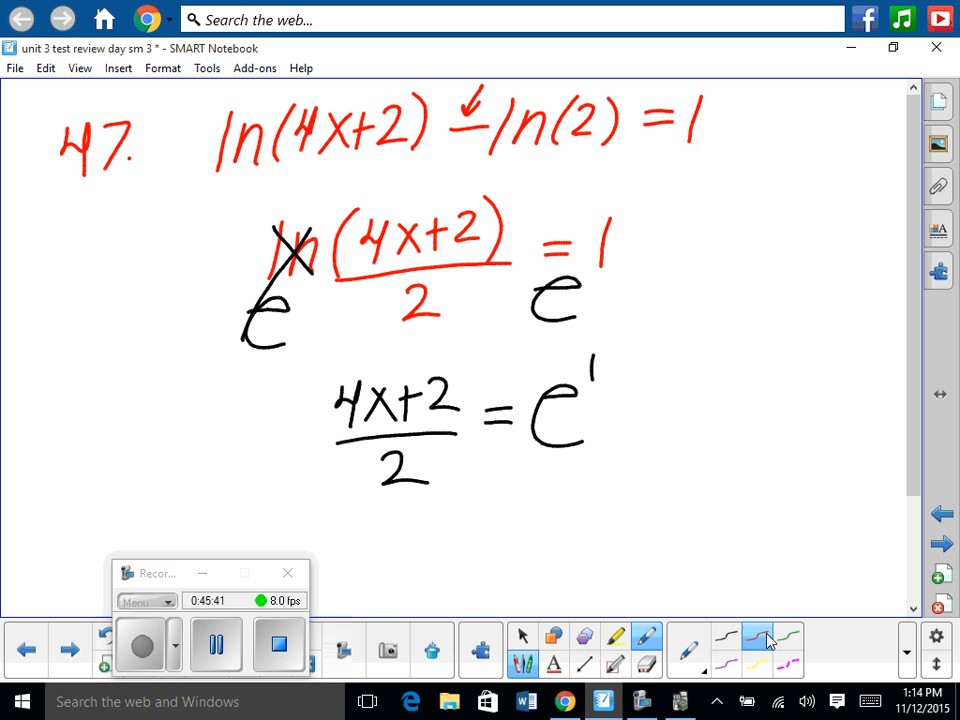 Search the web...
unit 3 test review day sm 3 * - SMART Notebook
File Edit View Insert Format Tools Add-ons Help
47. ln(4x+2) - ln(2) = 1
ln(4x+2)/2 = 1
e e
4x+2/2 = e^1
Recor...
Menu 0:45:41 8.0 fps
Search the web and Windows
1:14 PM
11/12/2015